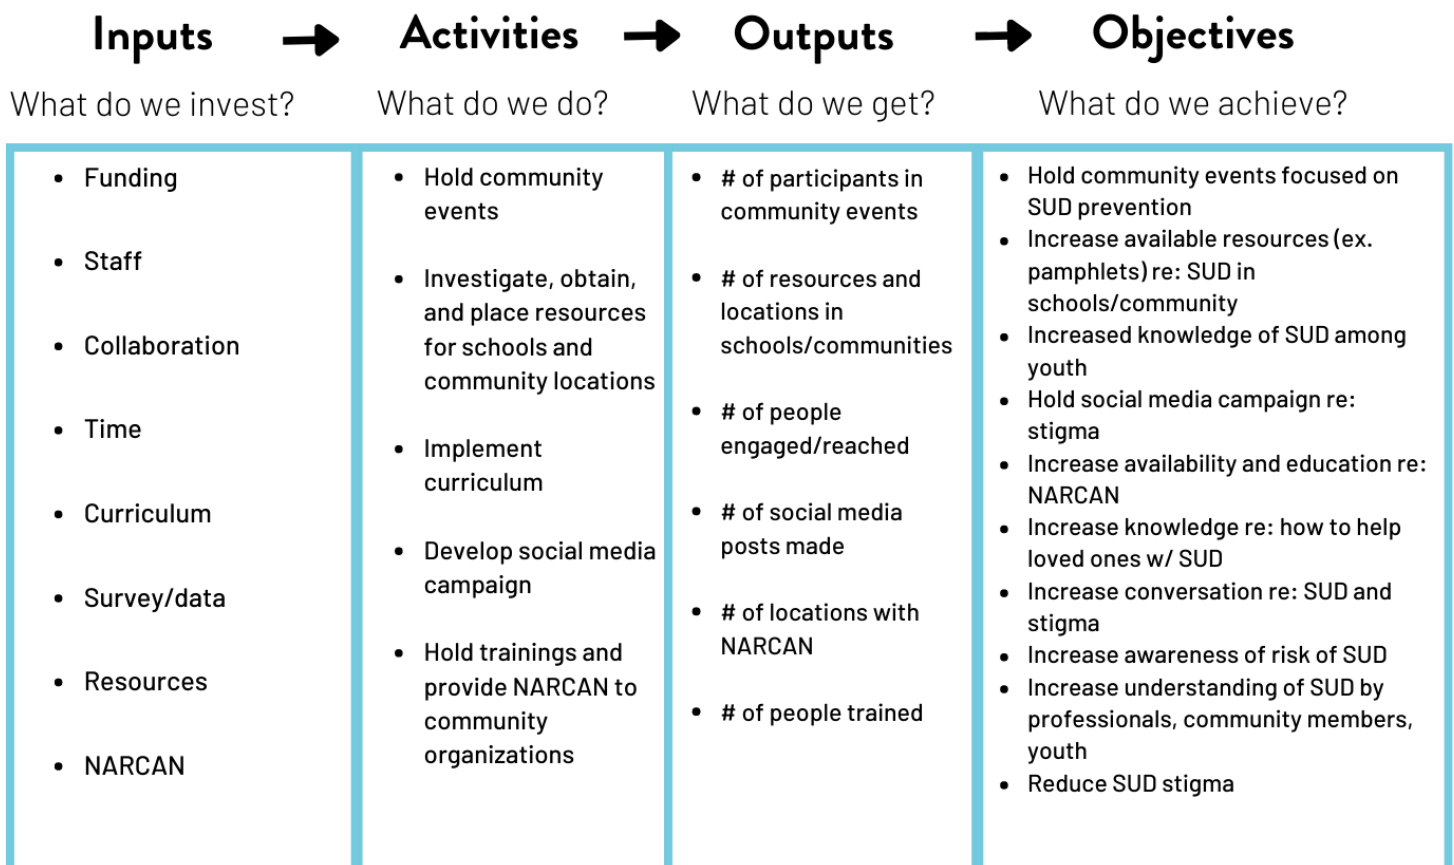 Inputs → Activities → Outputs → Objectives
What do we invest?
What do we do?
What do we get?
What do we achieve?
• Funding
• Staff
• Collaboration
• Time
• Curriculum
• Survey/data
• Resources
• NARCAN
• Hold community
events
• Investigate, obtain,
and place resources
for schools and
community locations
• Implement
curriculum
• Develop social media
campaign
• Hold trainings and
provide NARCAN to
community
organizations
• # of participants in
community events
• # of resources and
locations in
schools/communities
• # of people
engaged/reached
• # of social media
posts made
• # of locations with
NARCAN
• # of people trained
• Hold community events focused on
SUD prevention
• Increase available resources (ex.
pamphlets) re: SUD in
schools/community
• Increased knowledge of SUD among
youth
• Hold social media campaign re:
stigma
• Increase availability and education re:
NARCAN
• Increase knowledge re: how to help
loved ones w/ SUD
• Increase conversation re: SUD and
stigma
• Increase awareness of risk of SUD
• Increase understanding of SUD by
professionals, community members,
youth
• Reduce SUD stigma